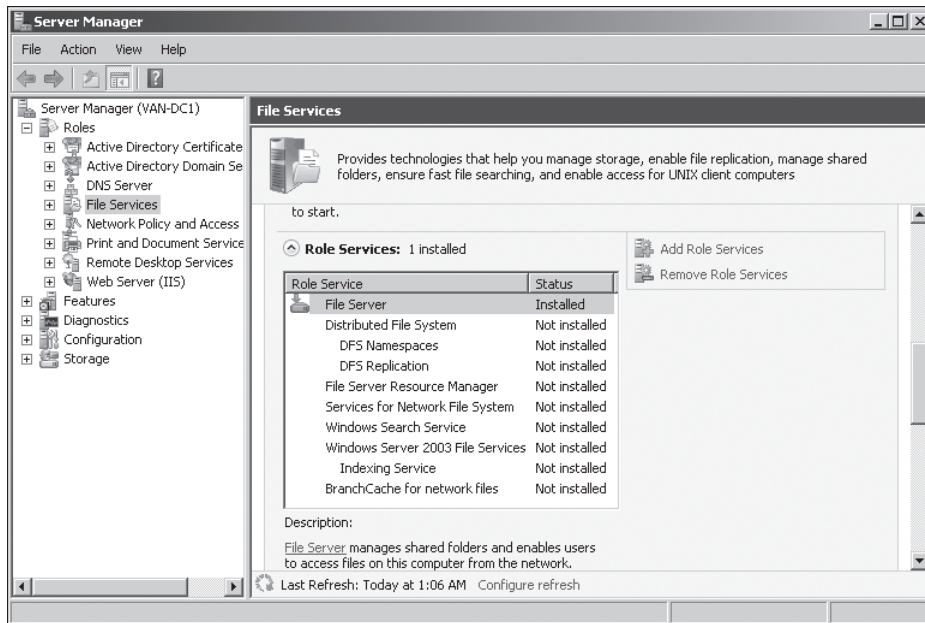 Server Manager
File Action View Help
Server Manager (VAN-DC1)
Roles
Active Directory Certificate
Active Directory Domain Se
DNS Server
File Services
Network Policy and Access
Print and Document Service
Remote Desktop Services
Web Server (IIS)
Features
Diagnostics
Configuration
Storage
File Services
Provides technologies that help you manage storage, enable file replication, manage shared
folders, ensure fast file searching, and enable access for UNIX client computers
to start.
Role Services: 1 installed
Role Service Status
File Server Installed
Distributed File System Not installed
DFS Namespaces Not installed
DFS Replication Not installed
File Server Resource Manager Not installed
Services for Network File System Not installed
Windows Search Service Not installed
Windows Server 2003 File Services Not installed
Indexing Service Not installed
BranchCache for network files Not installed
Add Role Services
Remove Role Services
Description:
File Server manages shared folders and enables users
to access files on this computer from the network.
Last Refresh: Today at 1:06 AM Configure refresh